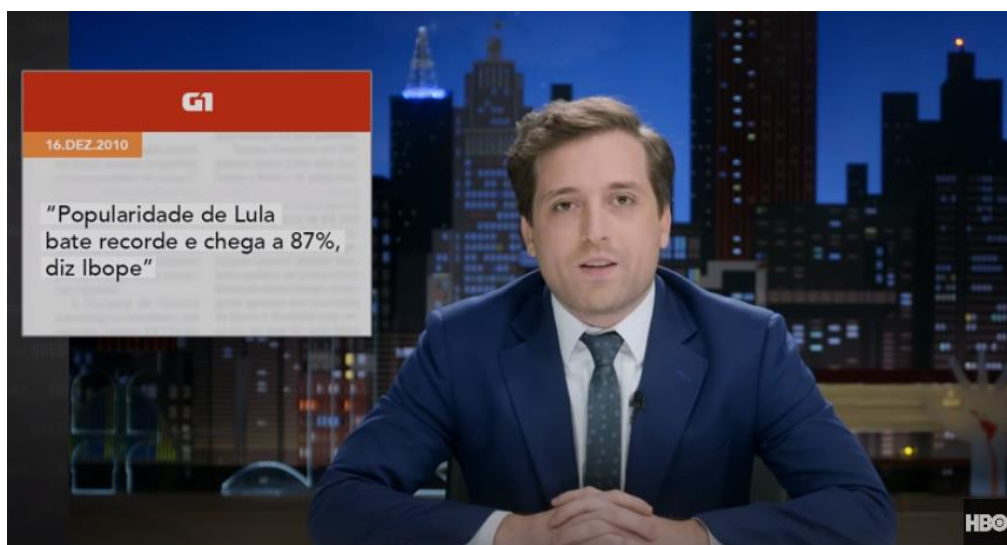 G1
16.DEZ.2010
"Popularidade de Lula
bate recorde e chega a 87%,
diz Ibope"
HBO